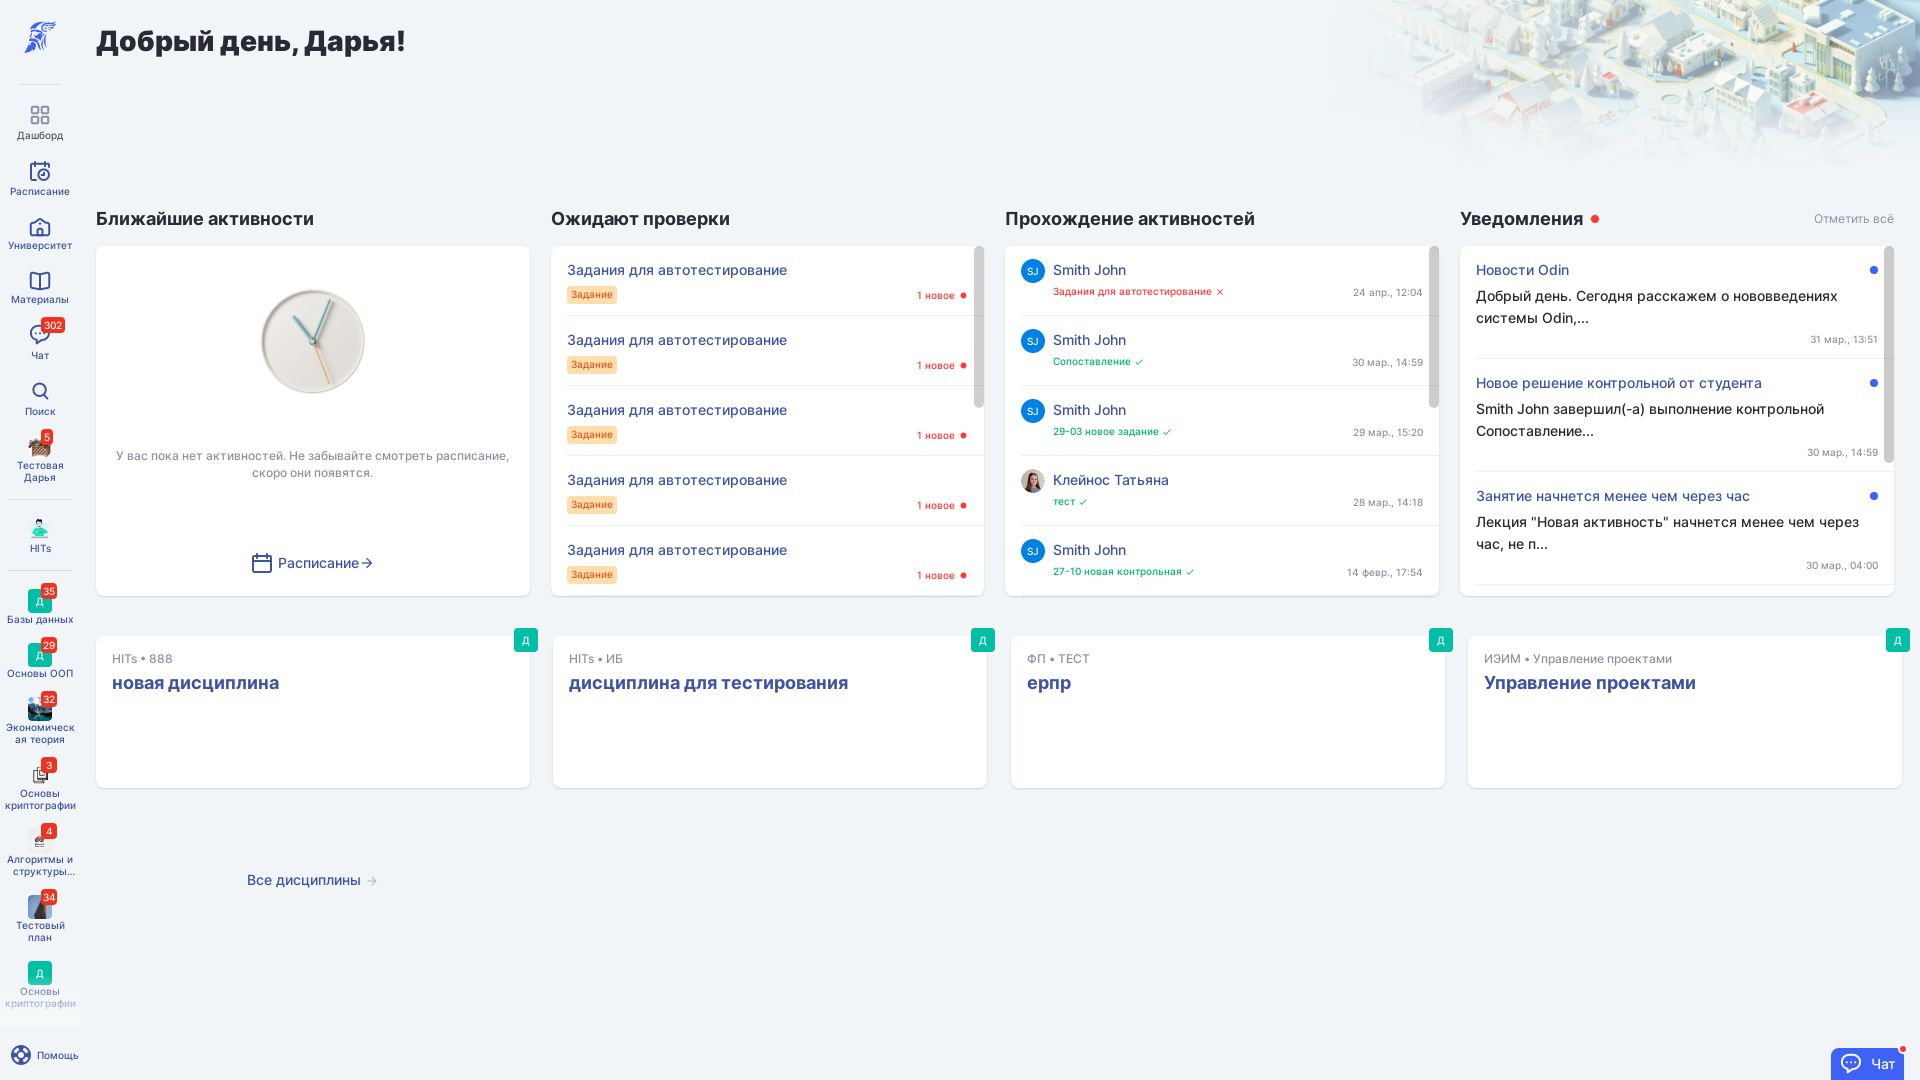 Добрый день, Дарья!
Дашборд
Расписание
Университет
Материалы
302
Чат
Поиск
5
Тестовая
Дарья
HITs
Д
35
Базы данных
Д
29
Основы ООП
32
Экономическ
ая теория
3
Основы
криптографии
4
Алгоритмы и
структуры...
34
Тестовый
план
Д
Основы
криптографии
Помощь
Ближайшие активности
У вас пока нет активностей. Не забывайте смотреть расписание,
скоро они появятся.
Расписание
Ожидают проверки
Задания для автотестирование
Задание
1 новое
Задания для автотестирование
Задание
1 новое
Задания для автотестирование
Задание
1 новое
Задания для автотестирование
Задание
1 новое
Задания для автотестирование
Задание
1 новое
Прохождение активностей
SJ
Smith John
Задания для автотестирование
24 апр., 12:04
SJ
Smith John
Сопоставление
30 мар., 14:59
SJ
Smith John
29-03 новое задание
29 мар., 15:20
Клейнос Татьяна
тест
28 мар., 14:18
SJ
Smith John
27-10 новая контрольная
14 февр., 17:54
Уведомления
Отметить всё
Новости Odin
Добрый день. Сегодня расскажем о нововведениях
системы Odin,...
31 мар., 13:51
Новое решение контрольной от студента
Smith John завершил(-а) выполнение контрольной
Сопоставление...
30 мар., 14:59
Занятие начнется менее чем через час
Лекция "Новая активность" начнется менее чем через
час, не п...
30 мар., 04:00
Д
HITs • 888
новая дисциплина
Д
HITs • ИБ
дисциплина для тестирования
Д
ФП • ТЕСТ
ерпр
Д
ИЭИМ • Управление проектами
Управление проектами
Все дисциплины
Чат